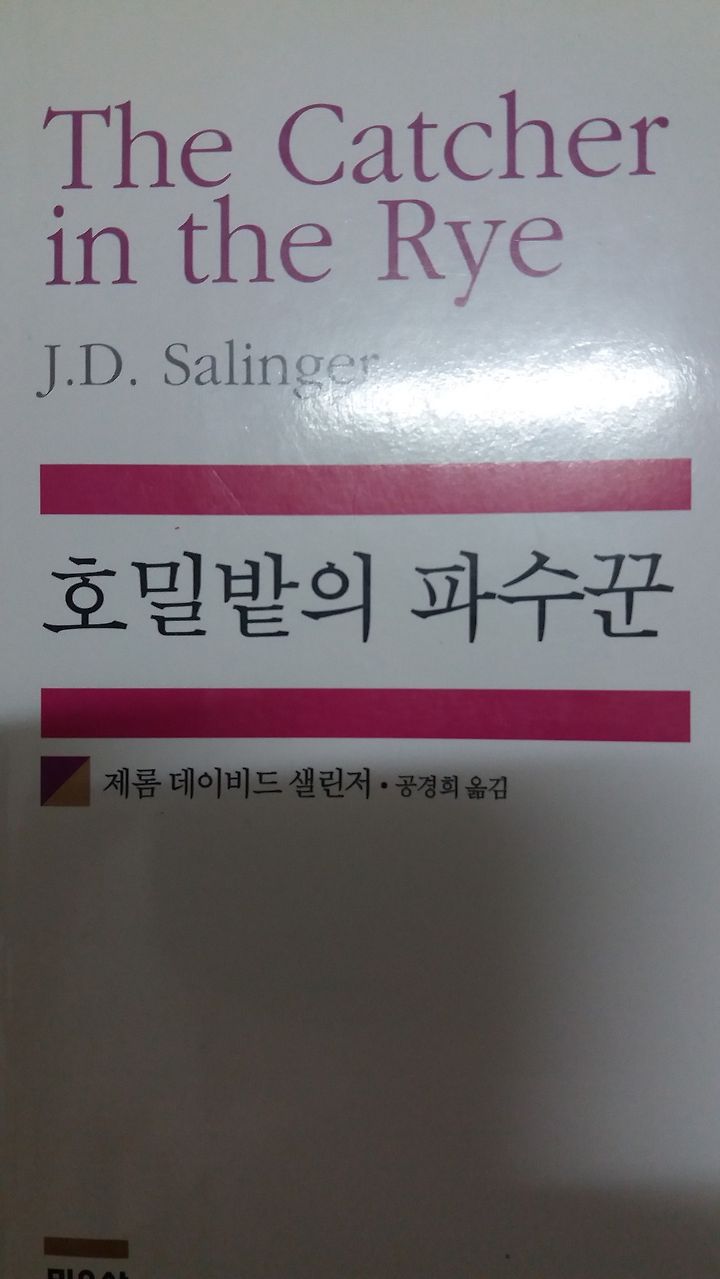 The Catcher
in the Rye
J.D. Salinger
호밀밭의 파수꾼
제롬 데이비드 샐린저 · 공경희 옮김